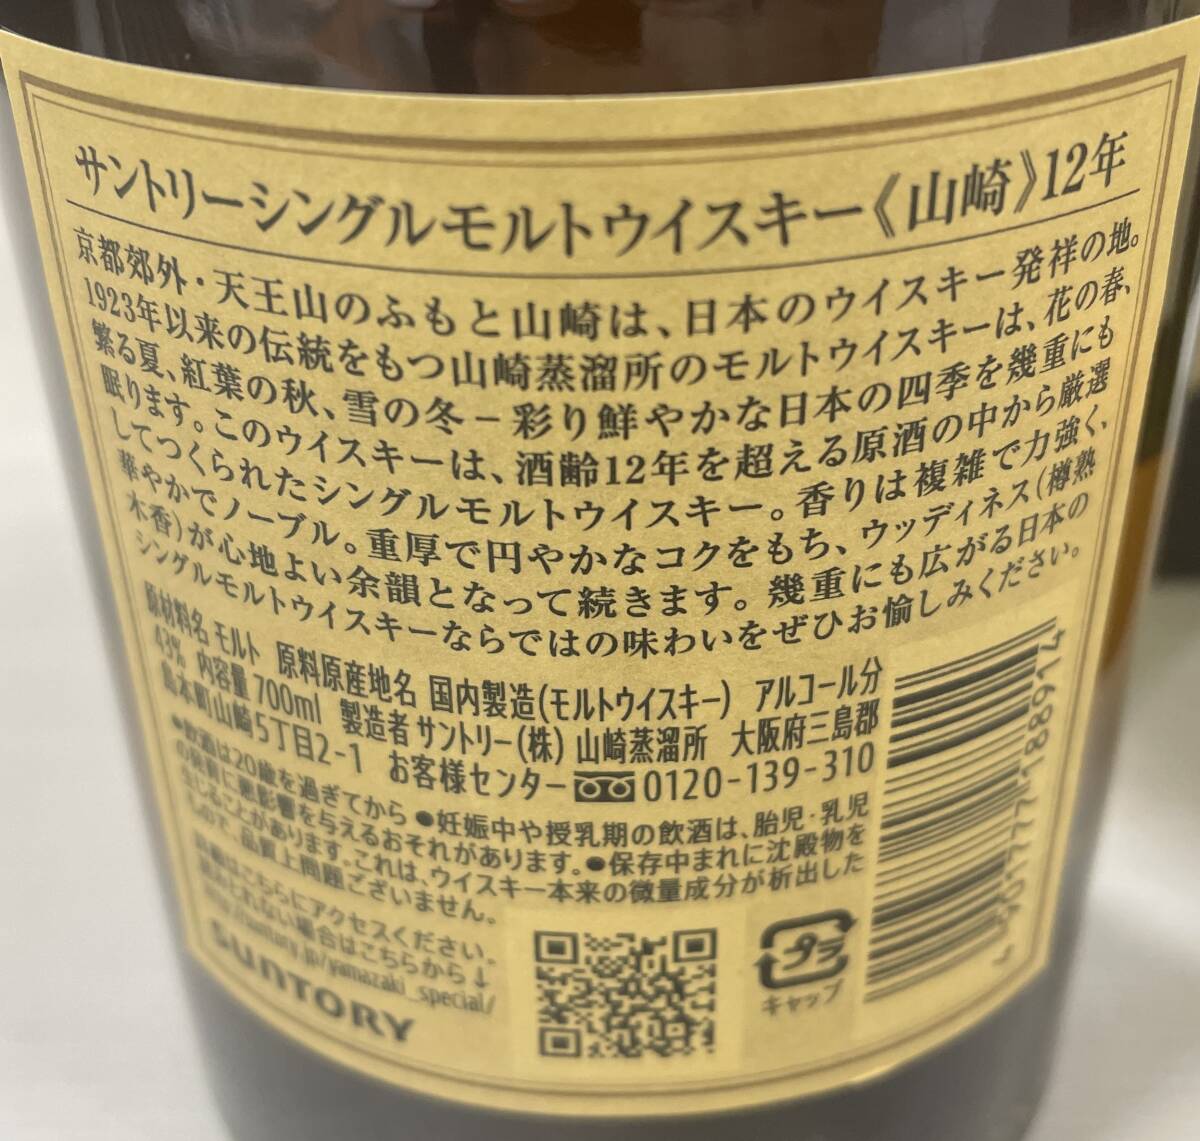 サントリーシングルモルトウイスキー《山崎》12年
京都郊外・天王山のふもと山崎は、日本のウイスキー発祥の地。
1923年以来の伝統をもつ山崎蒸溜所のモルトウイスキーは、花の春、
繁る夏、紅葉の秋、雪の冬－彩り鮮やかな日本の四季を幾重にも
眠ります。このウイスキーは、酒齢12年を超える原酒の中から厳選
してつくられたシングルモルトウイスキー。香りは複雑で力強く、
華やかでノーブル。重厚で円やかなコクをもち、ウッディネス(樽熟
木香)が心地よい余韻となって続きます。幾重にも広がる日本の
シングルモルトウイスキーならではの味わいをぜひお愉しみください。
原材料名 モルト 原料原産地名 国内製造(モルトウイスキー) アルコール分
43% 内容量 700ml 製造者 サントリー(株) 山崎蒸溜所 大阪府三島郡
島本町山崎5丁目2-1 お客様センター 0120-139-310
●飲酒は20歳を過ぎてから ●妊娠中や授乳期の飲酒は、胎児・乳児
の発育に悪影響を与えるおそれがあります。●保存中まれに沈殿物を
生じることがあります。これは、ウイスキー本来の微量成分が析出した
もので、品質上問題ございません。
詳細はこちらにアクセスください。
読みとれない場合はこちらから↓
suntory.jp/yamazaki_special/
SUNTORY
プラ
キャップ
4 901777 188914